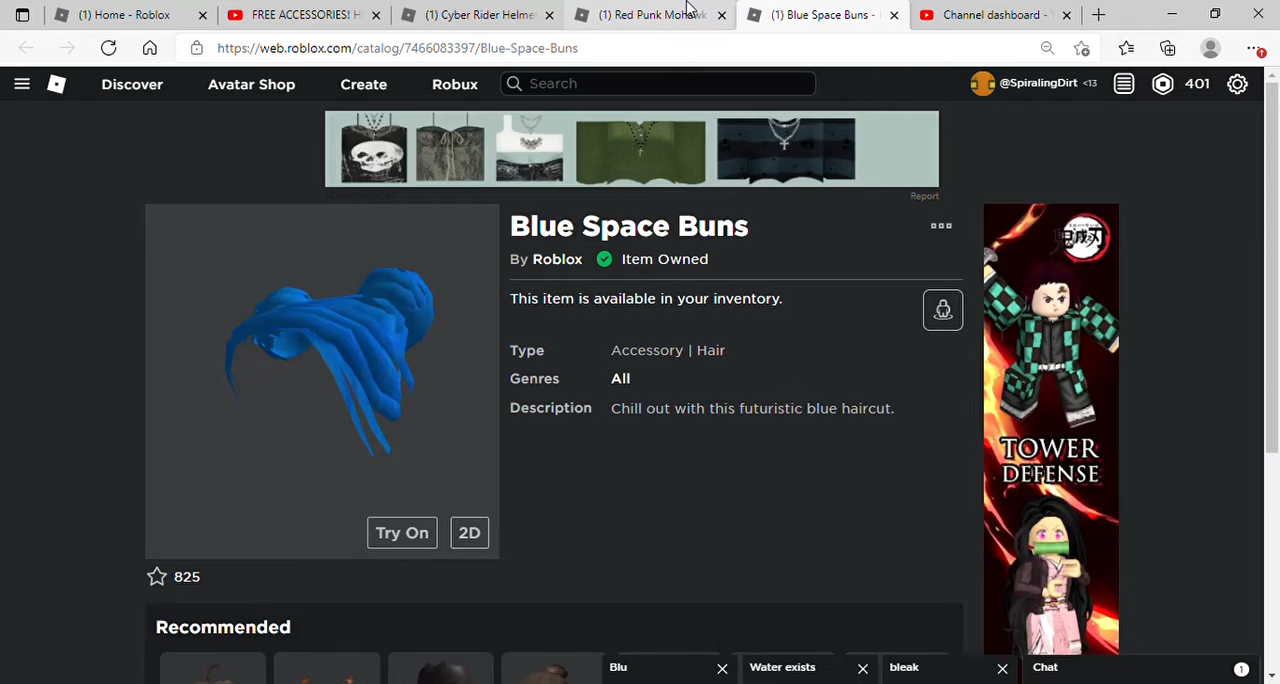 (1) Home - Roblox
FREE ACCESSORIES! H
(1) Cyber Rider Helme
(1) Red Punk Mohawk
(1) Blue Space Buns -
Channel dashboard -
https://web.roblox.com/catalog/7466083397/Blue-Space-Buns
Discover
Avatar Shop
Create
Robux
Search
@SpiralingDirt <13
401
Report
Blue Space Buns
By Roblox
Item Owned
This item is available in your inventory.
Type
Accessory | Hair
Genres
All
Description
Chill out with this futuristic blue haircut.
Try On
2D
825
鬼滅刃
TOWER
DEFENSE
Recommended
Blu
Water exists
bleak
Chat
1